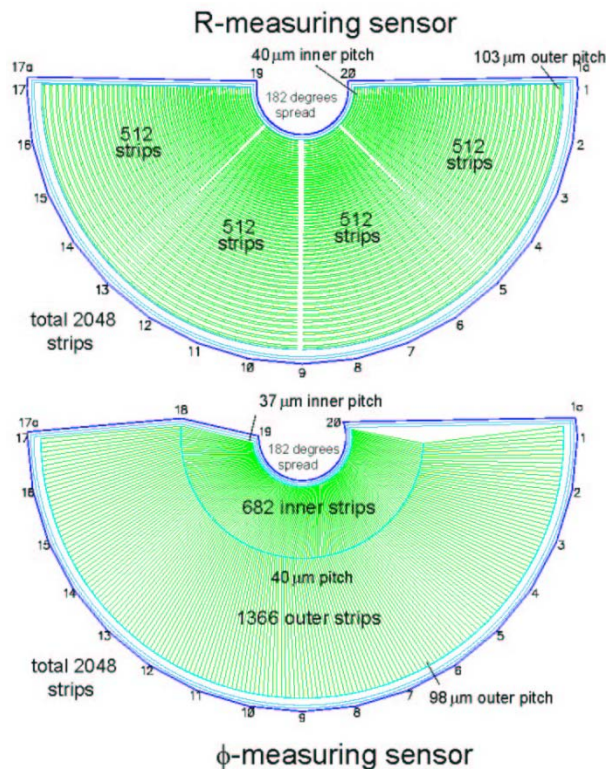 R-measuring sensor
40 μm inner pitch
103 μm outer pitch
17a
19
20
1a
17
1
182 degrees
spread
16
512
strips
512
strips
2
15
3
14
512
strips
512
strips
4
13
5
total 2048
strips
12
6
11
7
10
9
8
37 μm inner pitch
18
17a
19
20
1a
17
1
182 degrees
spread
16
2
682 inner strips
15
3
40 μm pitch
14
4
1366 outer strips
13
5
total 2048
strips
12
6
98 μm outer pitch
11
7
10
9
8
ϕ-measuring sensor